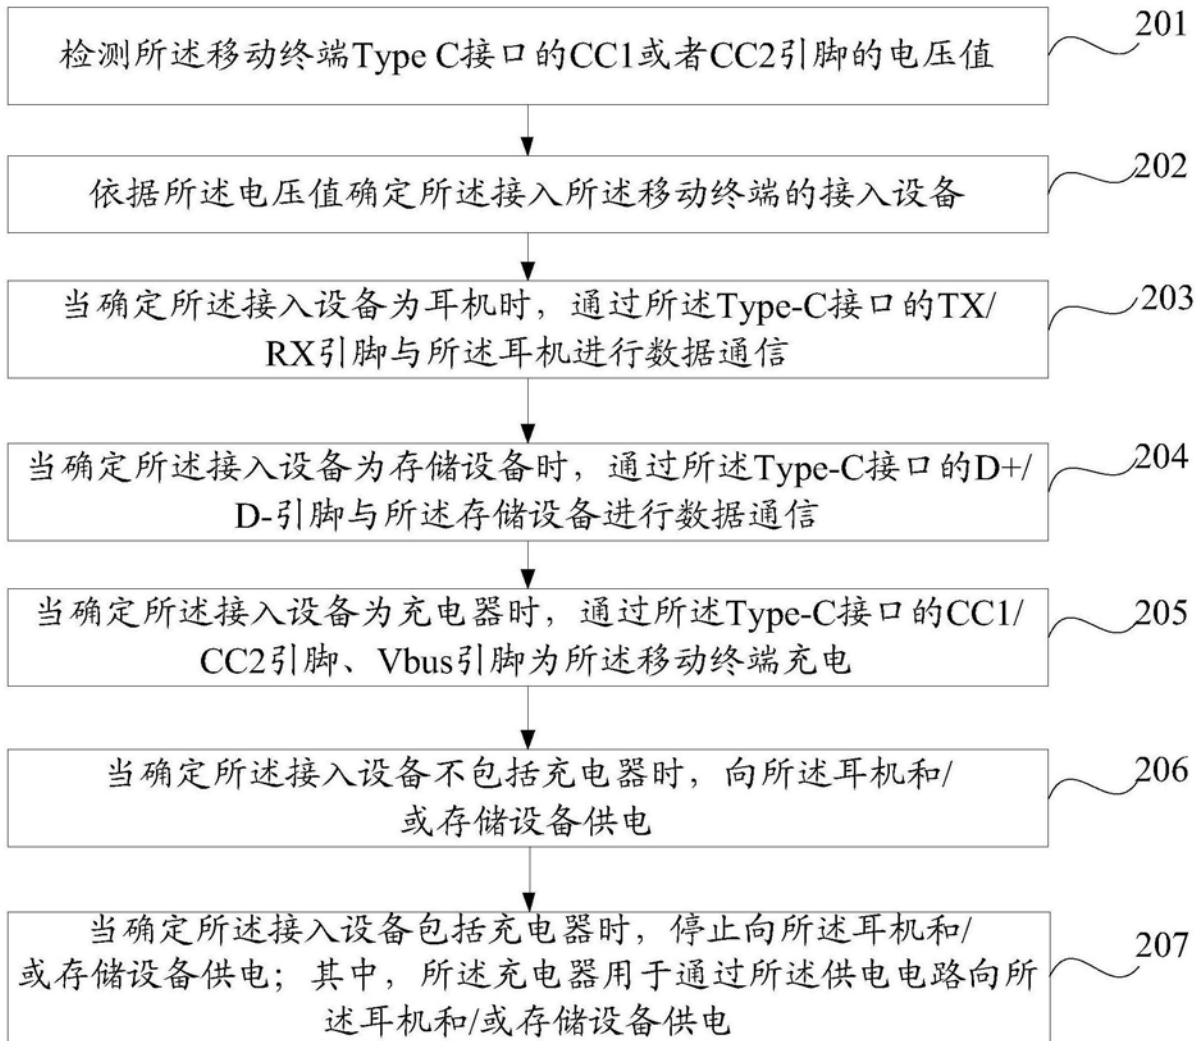 检测所述移动终端Type C接口的CC1或者CC2引脚的电压值
201
依据所述电压值确定所述接入所述移动终端的接入设备
202
当确定所述接入设备为耳机时，通过所述Type-C接口的TX/
RX引脚与所述耳机进行数据通信
203
当确定所述接入设备为存储设备时，通过所述Type-C接口的D+/
D-引脚与所述存储设备进行数据通信
204
当确定所述接入设备为充电器时，通过所述Type-C接口的CC1/
CC2引脚、Vbus引脚为所述移动终端充电
205
当确定所述接入设备不包括充电器时，向所述耳机和/
或存储设备供电
206
当确定所述接入设备包括充电器时，停止向所述耳机和/
或存储设备供电；其中，所述充电器用于通过所述供电电路向所
述耳机和/或存储设备供电
207